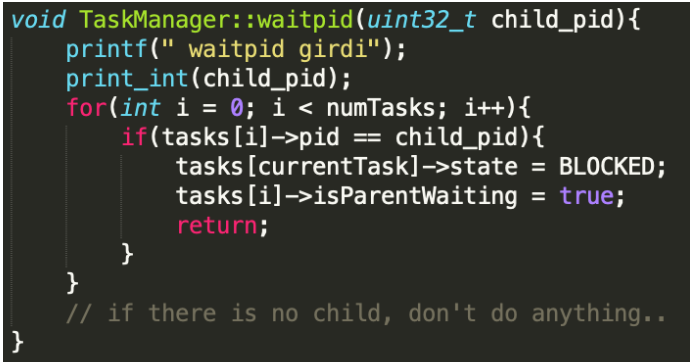 void TaskManager::waitpid(uint32_t child_pid){
    printf(" waitpid girdi");
    print_int(child_pid);
    for(int i = 0; i < numTasks; i++){
        if(tasks[i]->pid == child_pid){
            tasks[currentTask]->state = BLOCKED;
            tasks[i]->isParentWaiting = true;
            return;
        }
    }
    // if there is no child, don't do anything..
}